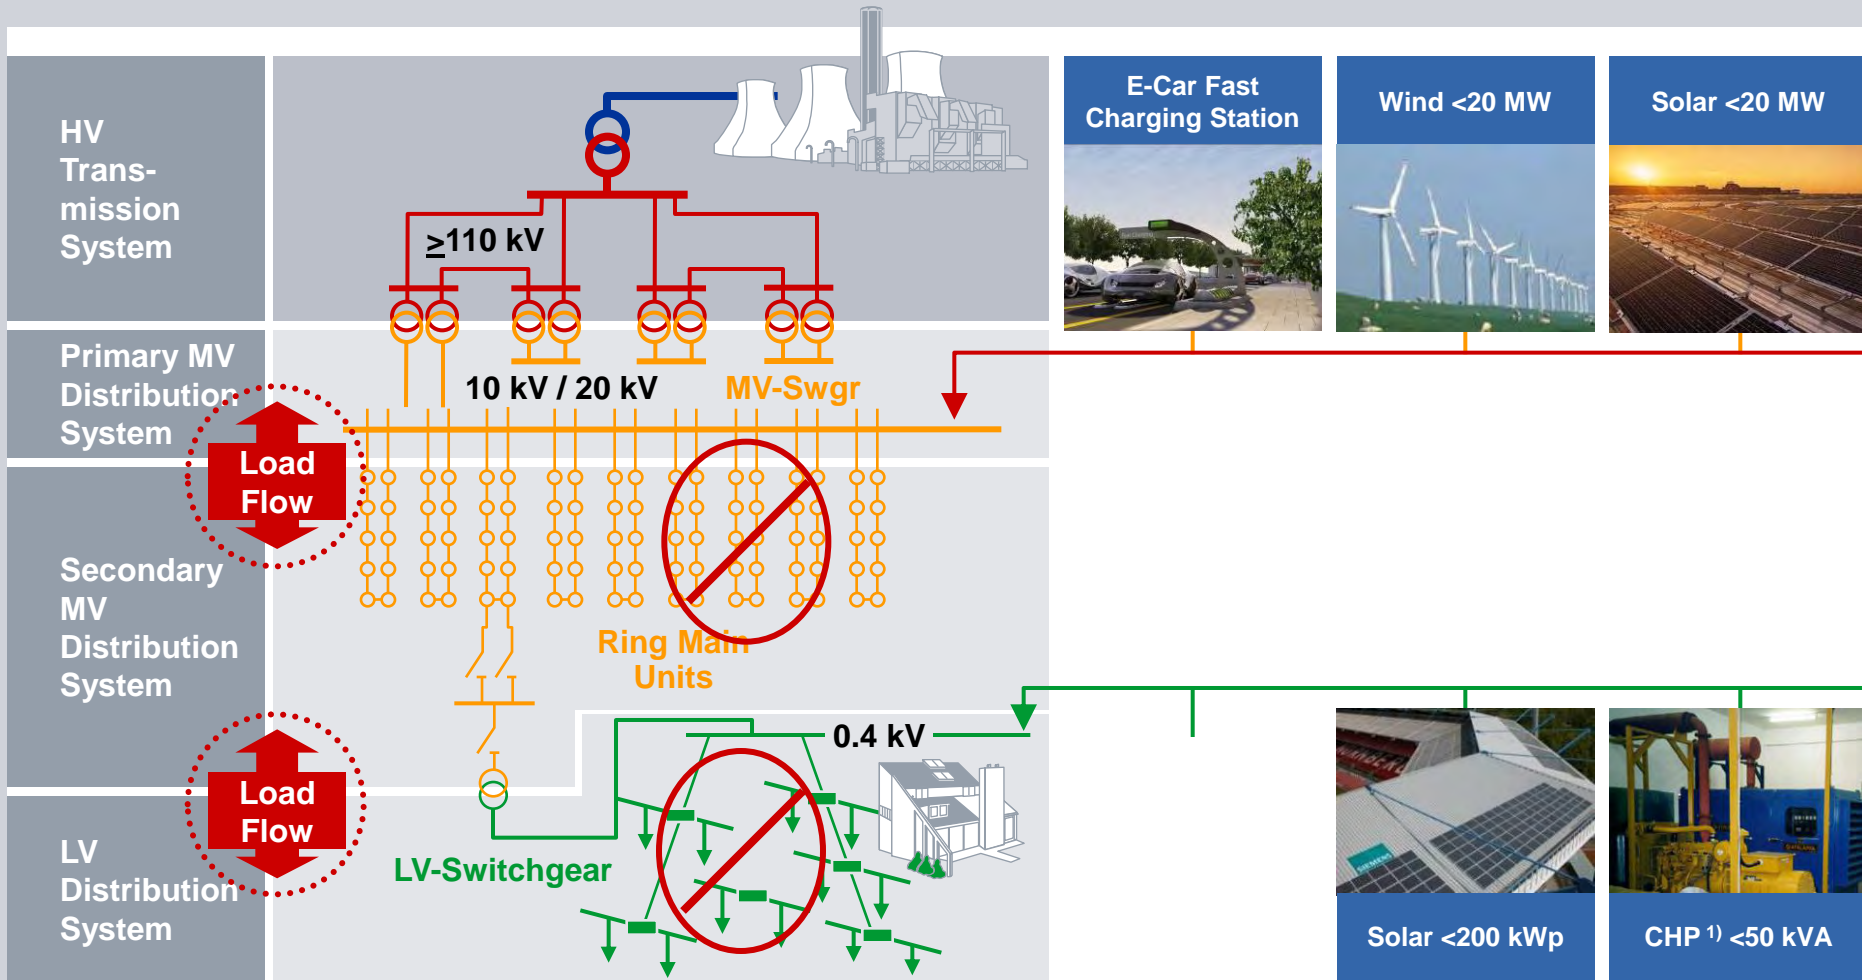 HV
Trans-
mission
System
≥110 kV
E-Car Fast
Charging Station
Wind <20 MW
Solar <20 MW
Primary MV
Distribution
System
10 kV / 20 kV
MV-Swgr
Load
Flow
Secondary
MV
Distribution
System
Ring Main
Units
0.4 kV
Load
Flow
LV
Distribution
System
LV-Switchgear
SIEMENS
Solar <200 kWp
CHP 1) <50 kVA